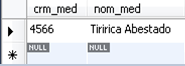 crm_med nom_med
4566 Tiririca Abestado
NULL NULL